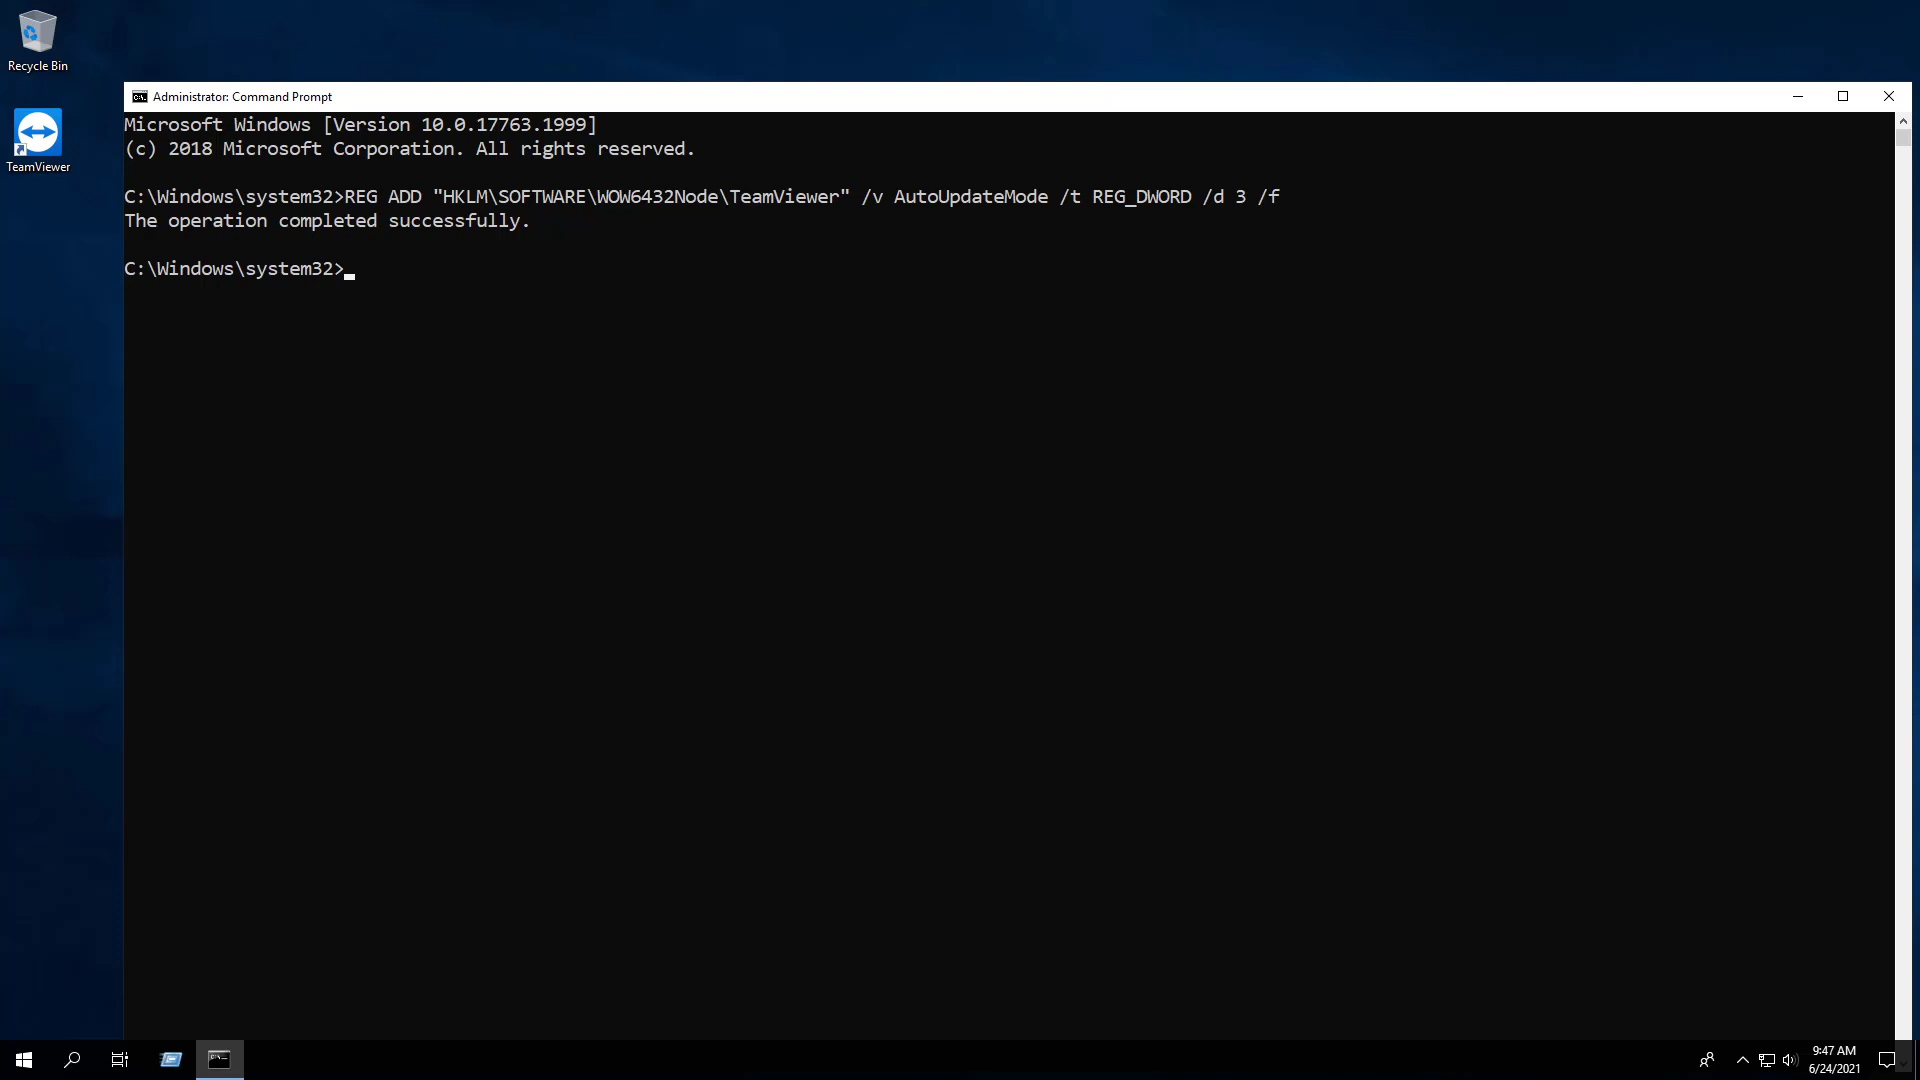 Recycle Bin
TeamViewer
Administrator: Command Prompt
Microsoft Windows [Version 10.0.17763.1999]
(c) 2018 Microsoft Corporation. All rights reserved.
C:\Windows\system32>REG ADD "HKLM\SOFTWARE\WOW6432Node\TeamViewer" /v AutoUpdateMode /t REG_DWORD /d 3 /f
The operation completed successfully.
C:\Windows\system32>
9:47 AM
6/24/2021